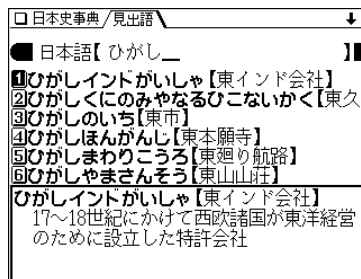 日本史事典/見出語
日本語【 ひがし__ 】
1ひがしインドがいしゃ【東インド会社】
2ひがしくにのみやなるひこないかく【東久
3ひがしのいち【東市】
4ひがしほんがんじ【東本願寺】
5ひがしまわりこうろ【東廻り航路】
6ひがしやまさんそう【東山山荘】
ひがしインドがいしゃ【東インド会社】
17〜18世紀にかけて西欧諸国が東洋経営
のために設立した特許会社